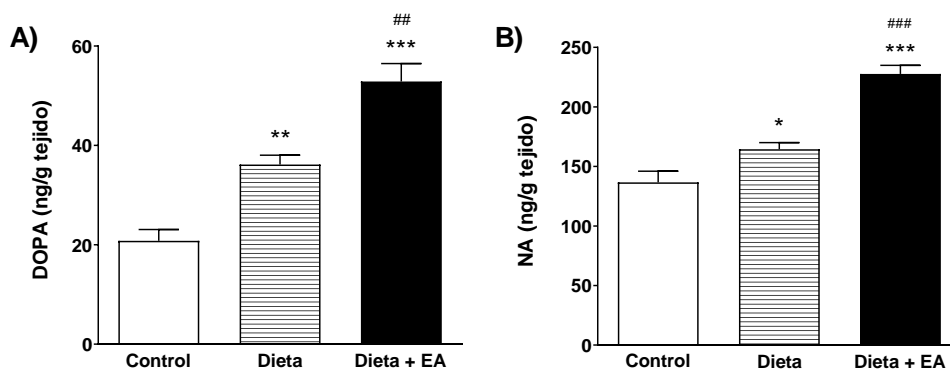 A)
DOPA (ng/g tejido)
60
40
20
0
**
##
***
Control
Dieta
Dieta + EA
B)
NA (ng/g tejido)
250
200
150
100
50
0
*
###
***
Control
Dieta
Dieta + EA